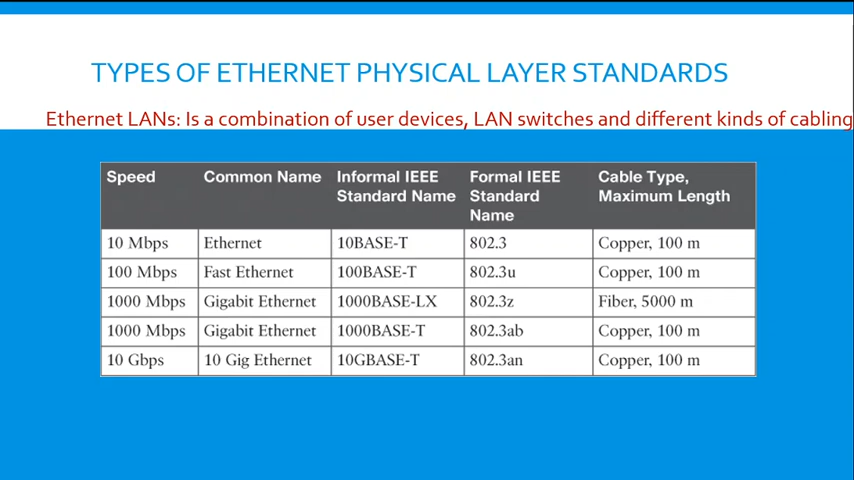 TYPES OF ETHERNET PHYSICAL LAYER STANDARDS
Ethernet LANs: Is a combination of user devices, LAN switches and different kinds of cabling
Speed Common Name Informal IEEE Standard Name Formal IEEE Standard Name Cable Type, Maximum Length
10 Mbps Ethernet 10BASE-T 802.3 Copper, 100 m
100 Mbps Fast Ethernet 100BASE-T 802.3u Copper, 100 m
1000 Mbps Gigabit Ethernet 1000BASE-LX 802.3z Fiber, 5000 m
1000 Mbps Gigabit Ethernet 1000BASE-T 802.3ab Copper, 100 m
10 Gbps 10 Gig Ethernet 10GBASE-T 802.3an Copper, 100 m